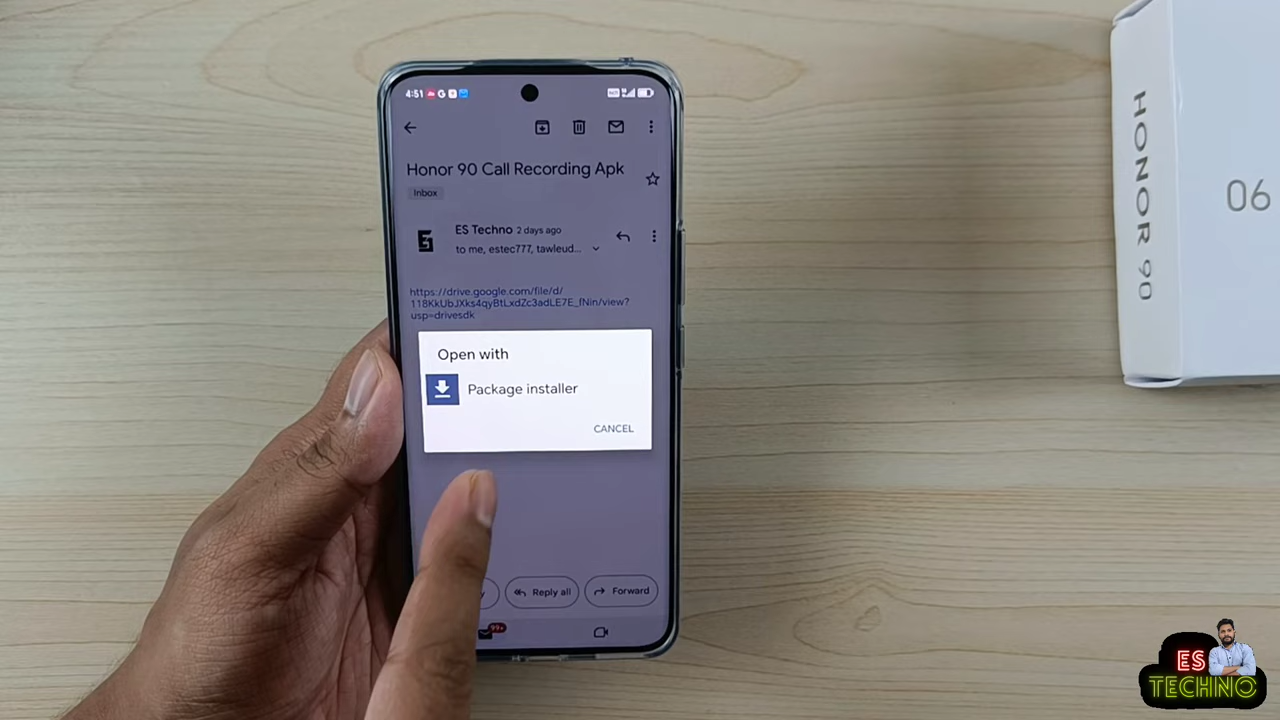 4:51
Honor 90 Call Recording Apk
Inbox
ES Techno 2 days ago
to me, estec777, tawleud...
https://drive.google.com/file/d/
118KkUbJXks4qyBtLxdZc3adLE7E_fNin/view?
usp=drivesdk
Open with
Package installer
CANCEL
Reply all
Forward
99+
HONOR 90
90
ES
TECHNO